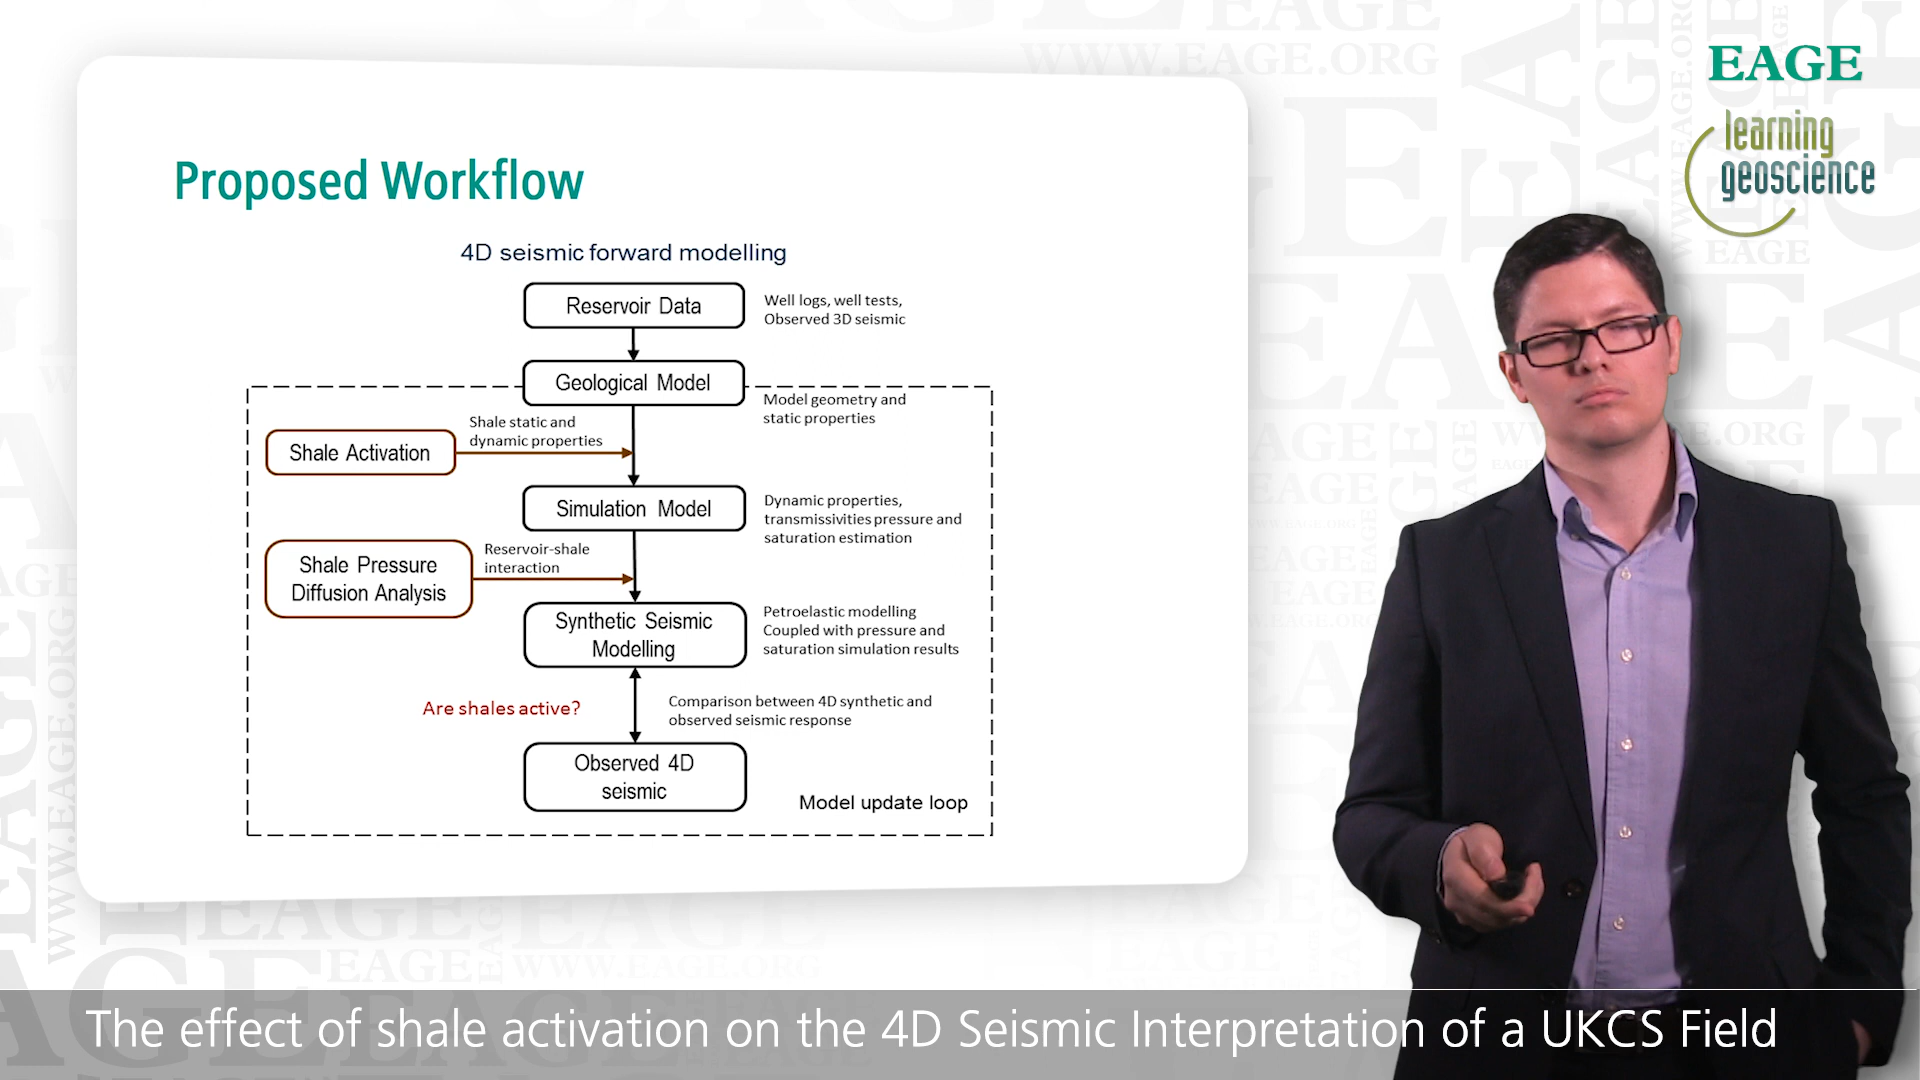 EAGE
learning
geoscience
Proposed Workflow
4D seismic forward modelling
Reservoir Data
Well logs, well tests,
Observed 3D seismic
Geological Model
Model geometry and
static properties
Shale static and
dynamic properties
Shale Activation
Simulation Model
Dynamic properties,
transmissivities pressure and
saturation estimation
Reservoir-shale
interaction
Shale Pressure
Diffusion Analysis
Synthetic Seismic
Modelling
Petroelastic modelling
Coupled with pressure and
saturation simulation results
Are shales active?
Comparison between 4D synthetic and
observed seismic response
Observed 4D
seismic
Model update loop
The effect of shale activation on the 4D Seismic Interpretation of a UKCS Field